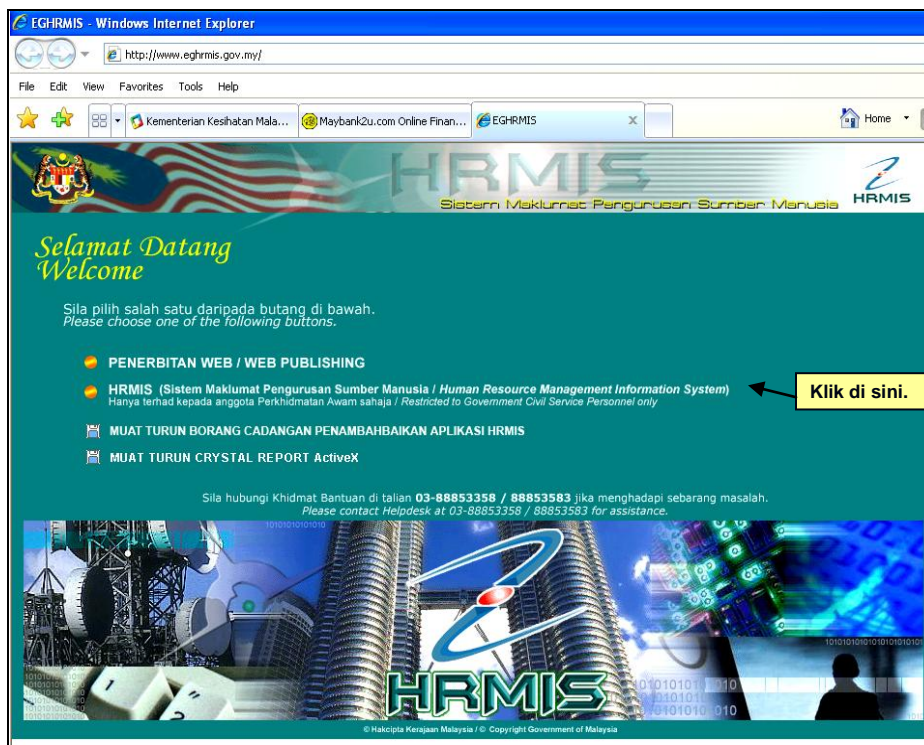 EGHRMIS - Windows Internet Explorer
http://www.eghrmis.gov.my/
File Edit View Favorites Tools Help
Kementerian Kesihatan Mala... Maybank2u.com Online Finan... EGHRMIS Home
HRMIS
Sistem Maklumat Pengurusan Sumber Manusia
HRMIS
Selamat Datang
Welcome
Sila pilih salah satu daripada butang di bawah.
Please choose one of the following buttons.
PENERBITAN WEB / WEB PUBLISHING
HRMIS (Sistem Maklumat Pengurusan Sumber Manusia / Human Resource Management Information System)
Hanya terhad kepada anggota Perkhidmatan Awam sahaja / Restricted to Government Civil Service Personnel only
Klik di sini.
MUAT TURUN BORANG CADANGAN PENAMBAHBAIKAN APLIKASI HRMIS
MUAT TURUN CRYSTAL REPORT ActiveX
Sila hubungi Khidmat Bantuan di talian 03-88853358 / 88853583 jika menghadapi sebarang masalah.
Please contact Helpdesk at 03-88853358 / 88853583 for assistance.
HRMIS
© Hakcipta Kerajaan Malaysia / © Copyright Government of Malaysia